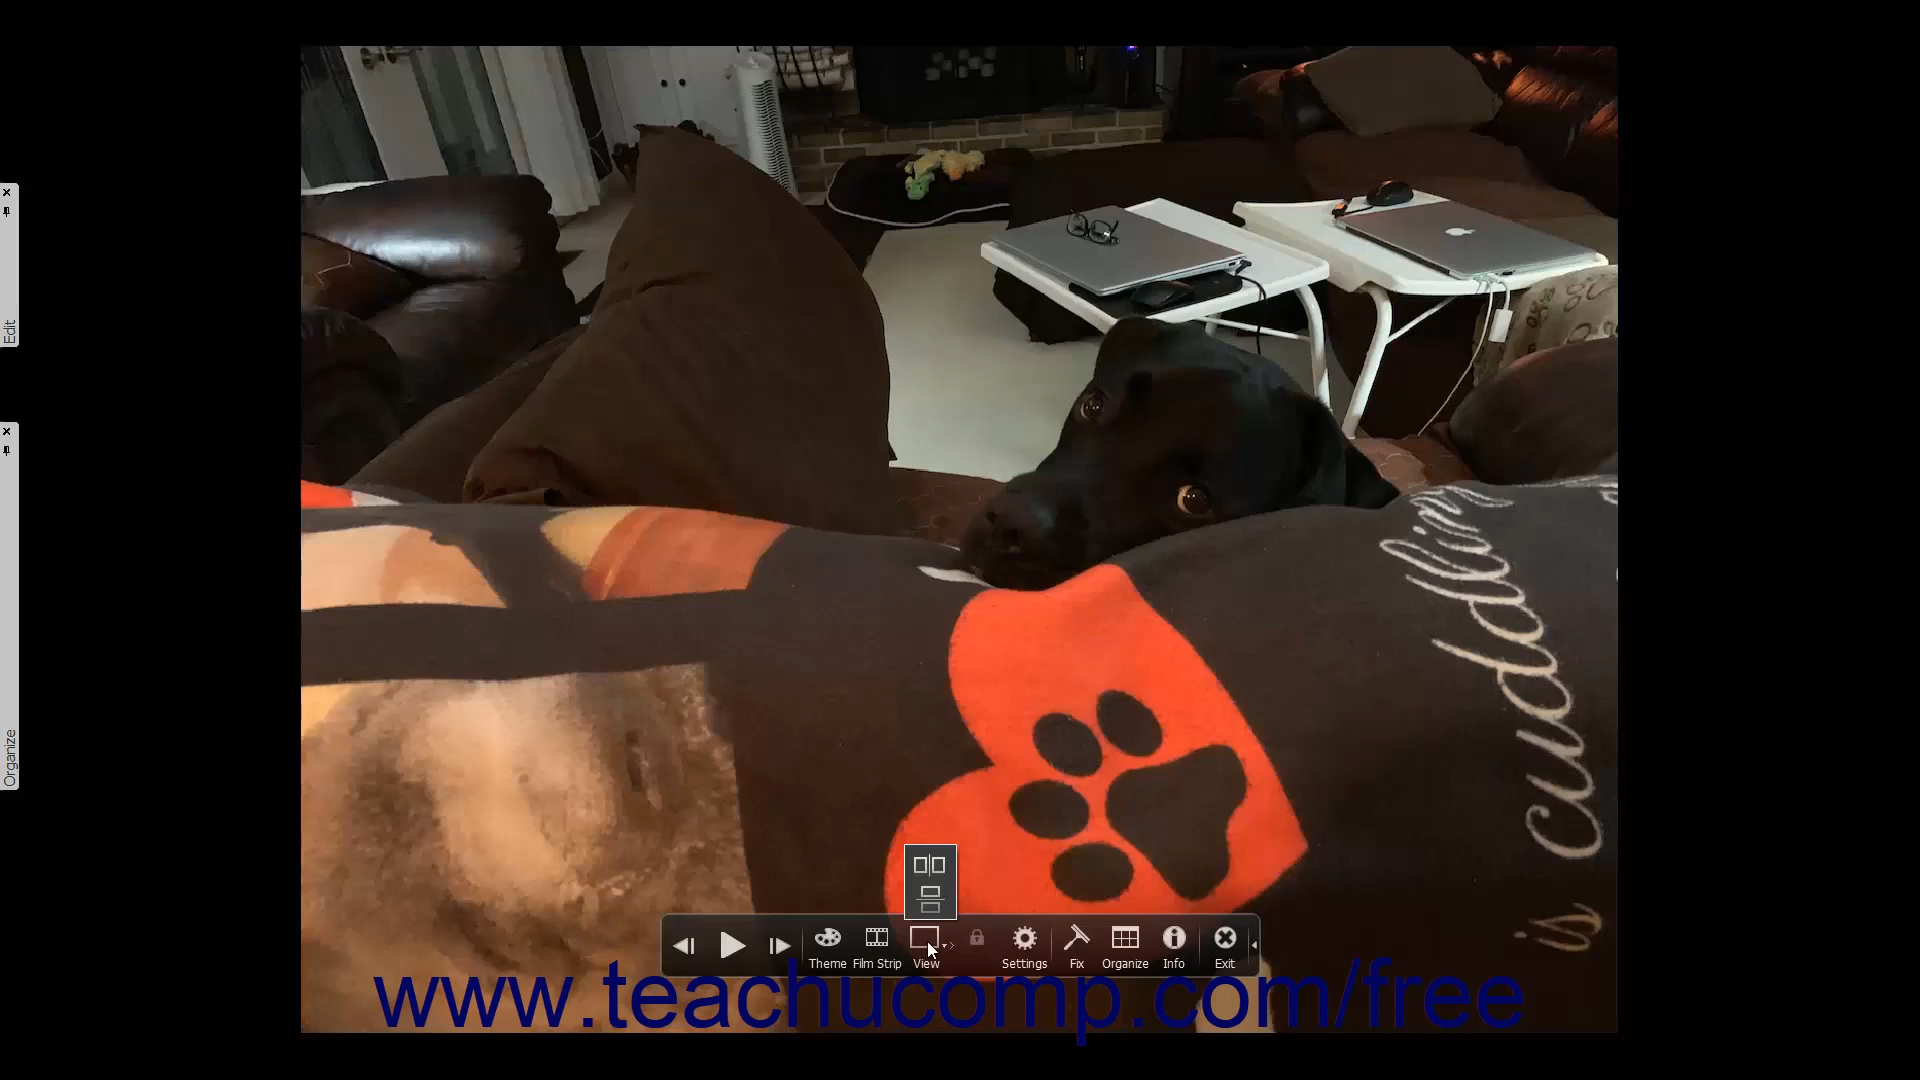 Edit
Organize
is cuddling
Theme Film Strip View Settings Fix Organize Info Exit
www.teachucomp.com/free